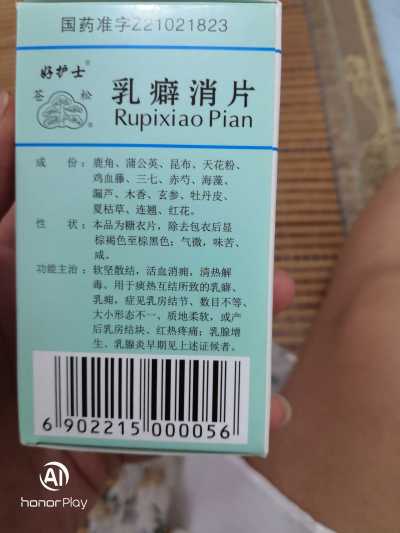 国药准字Z21021823
好护士®
苍松®
乳癖消片
Rupixiao Pian
成份：鹿角、蒲公英、昆布、天花粉、
鸡血藤、三七、赤芍、海藻、
漏芦、木香、玄参、牡丹皮、
夏枯草、连翘、红花。
性状：本品为糖衣片，除去包衣后显
棕褐色至棕黑色；气微，味苦、
咸。
功能主治：软坚散结，活血消痈，清热解
毒。用于痰热互结所致的乳癖、
乳痈，症见乳房结节、数目不等、
大小形态不一、质地柔软，或产
后乳房结块、红热疼痛；乳腺增
生、乳腺炎早期见上述证候者。
6 902215 000056
AI
honorPlay